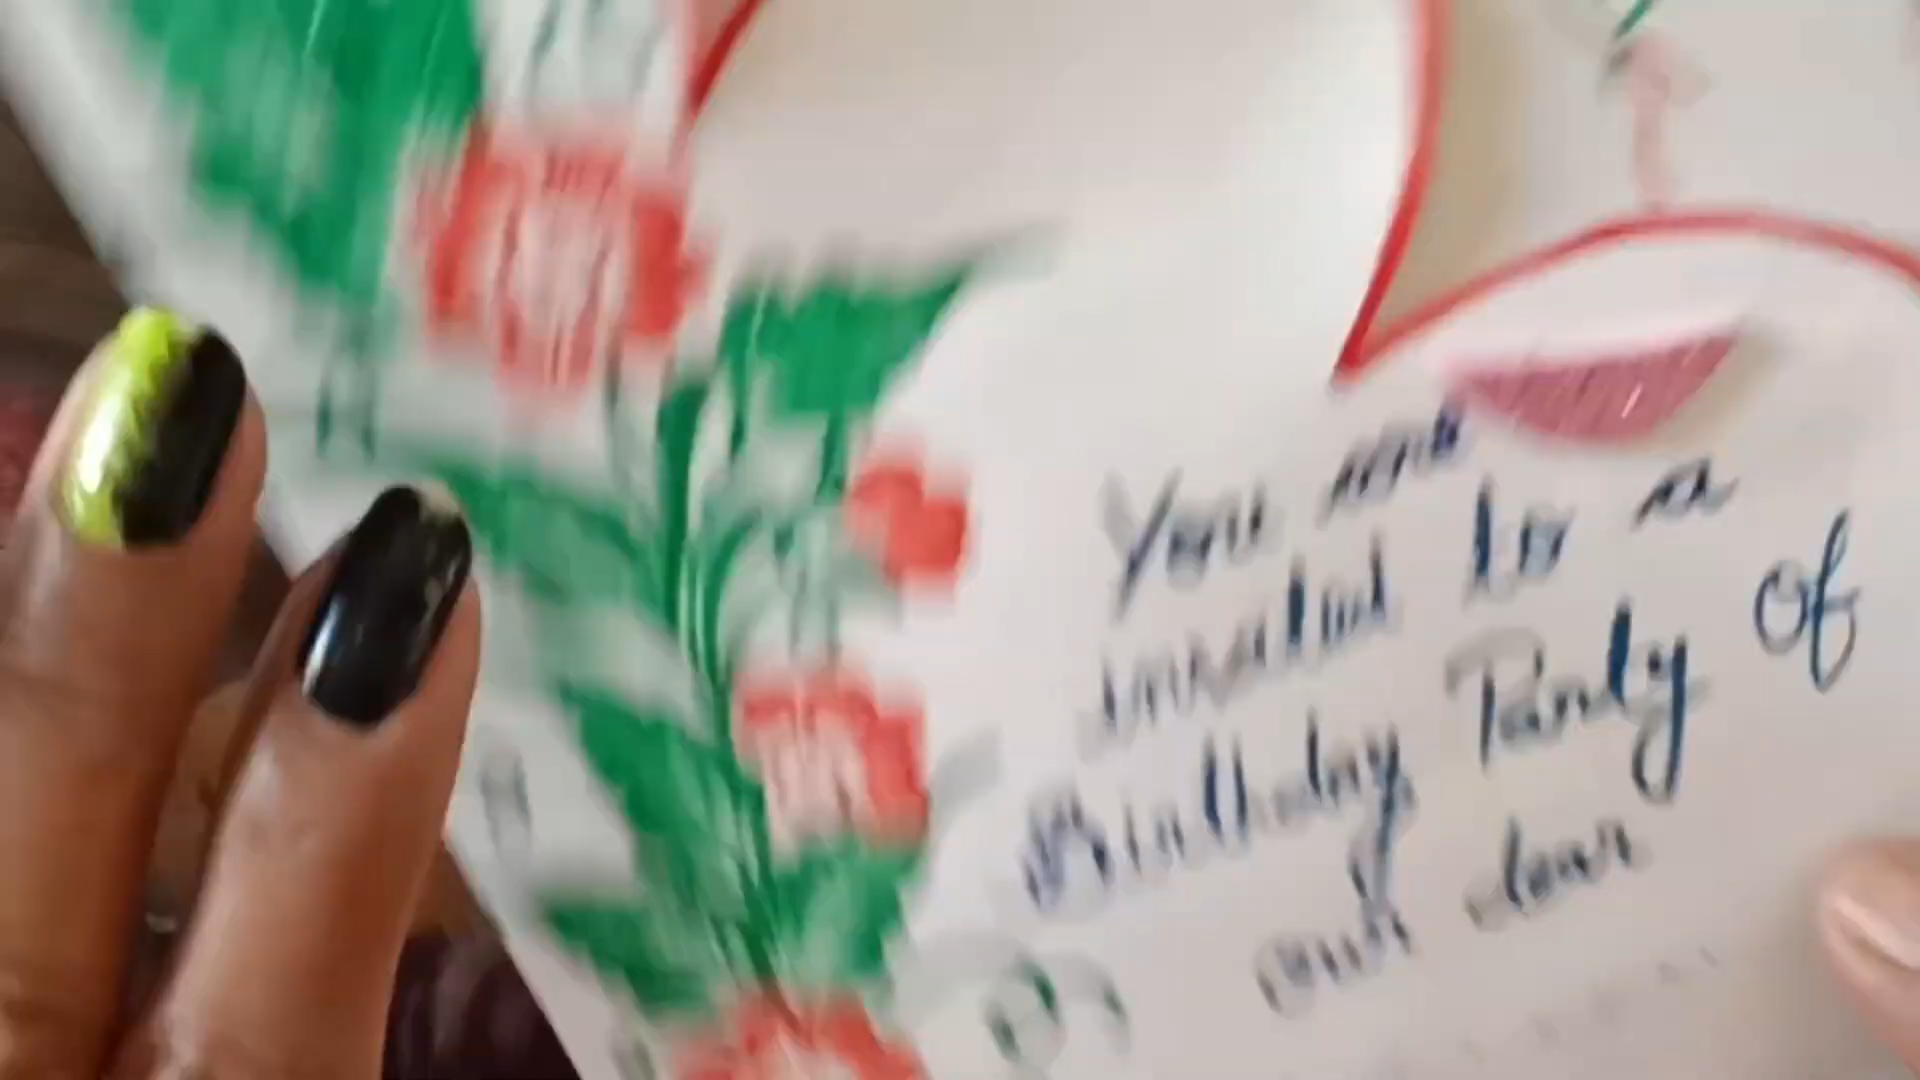 You are
invited to a
Birthday Party of
our dear